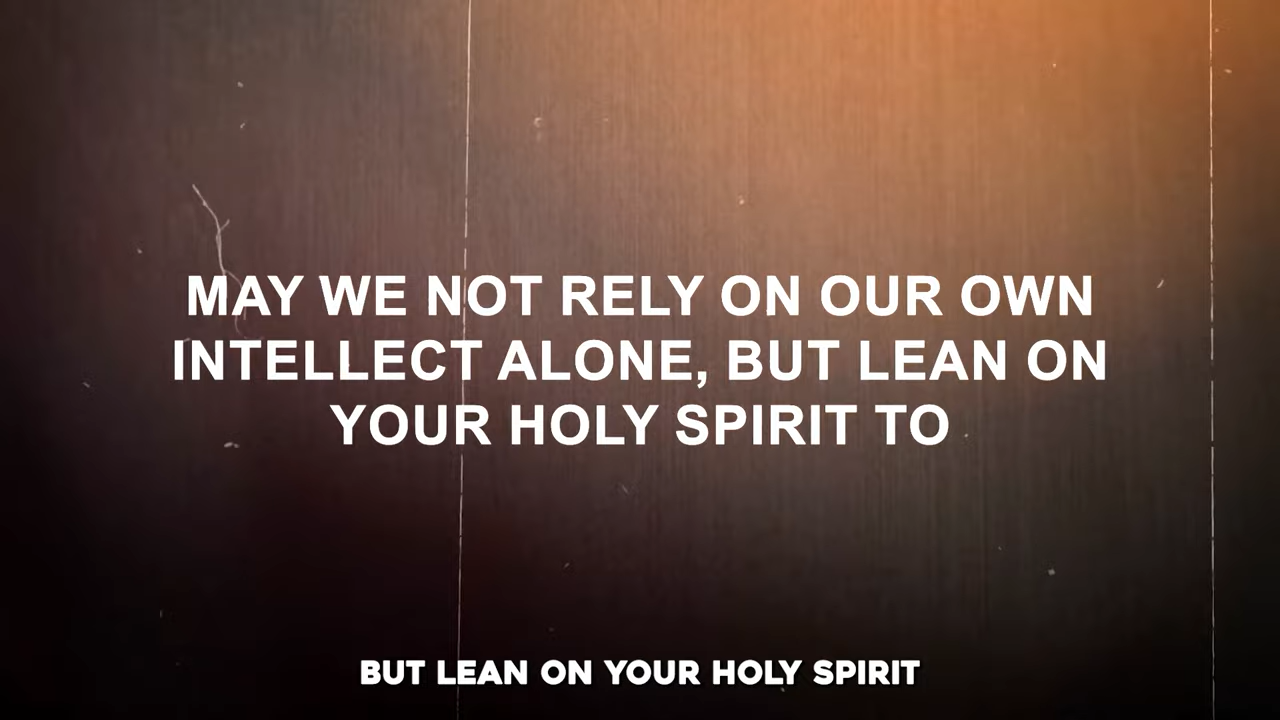 MAY WE NOT RELY ON OUR OWN
INTELLECT ALONE, BUT LEAN ON
YOUR HOLY SPIRIT TO
BUT LEAN ON YOUR HOLY SPIRIT